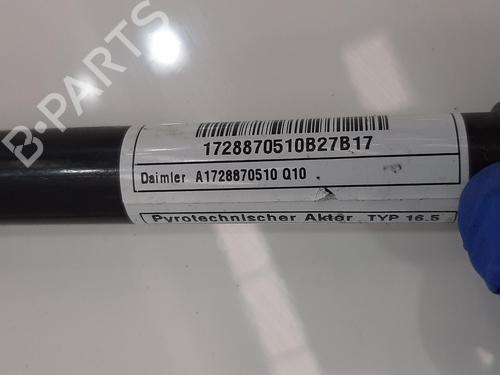 B-PARTS
1728870510B27B17
Daimler A1728870510 Q10
Pyrotechnischer Aktor TYP 16.5